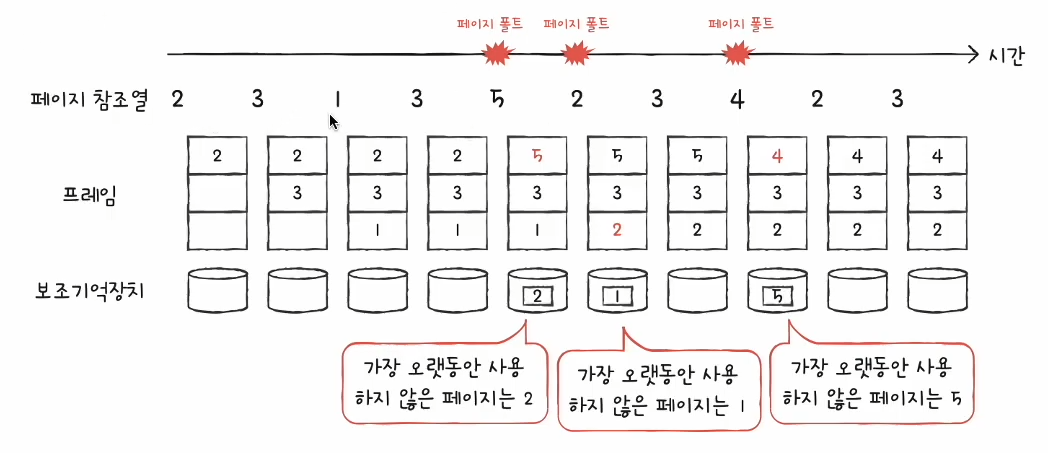 페이지 폴트 페이지 폴트 페이지 폴트
시간
페이지 참조열 2 3 1 3 5 2 3 4 2 3
2 2 2 2 5 5 5 4 4 4
프레임 3 3 3 3 3 3 3 3 3
1 1 1 2 2 2 2 2
보조기억장치 2 1 5
가장 오랫동안 사용
하지 않은 페이지는 2
가장 오랫동안 사용
하지 않은 페이지는 1
가장 오랫동안 사용
하지 않은 페이지는 5